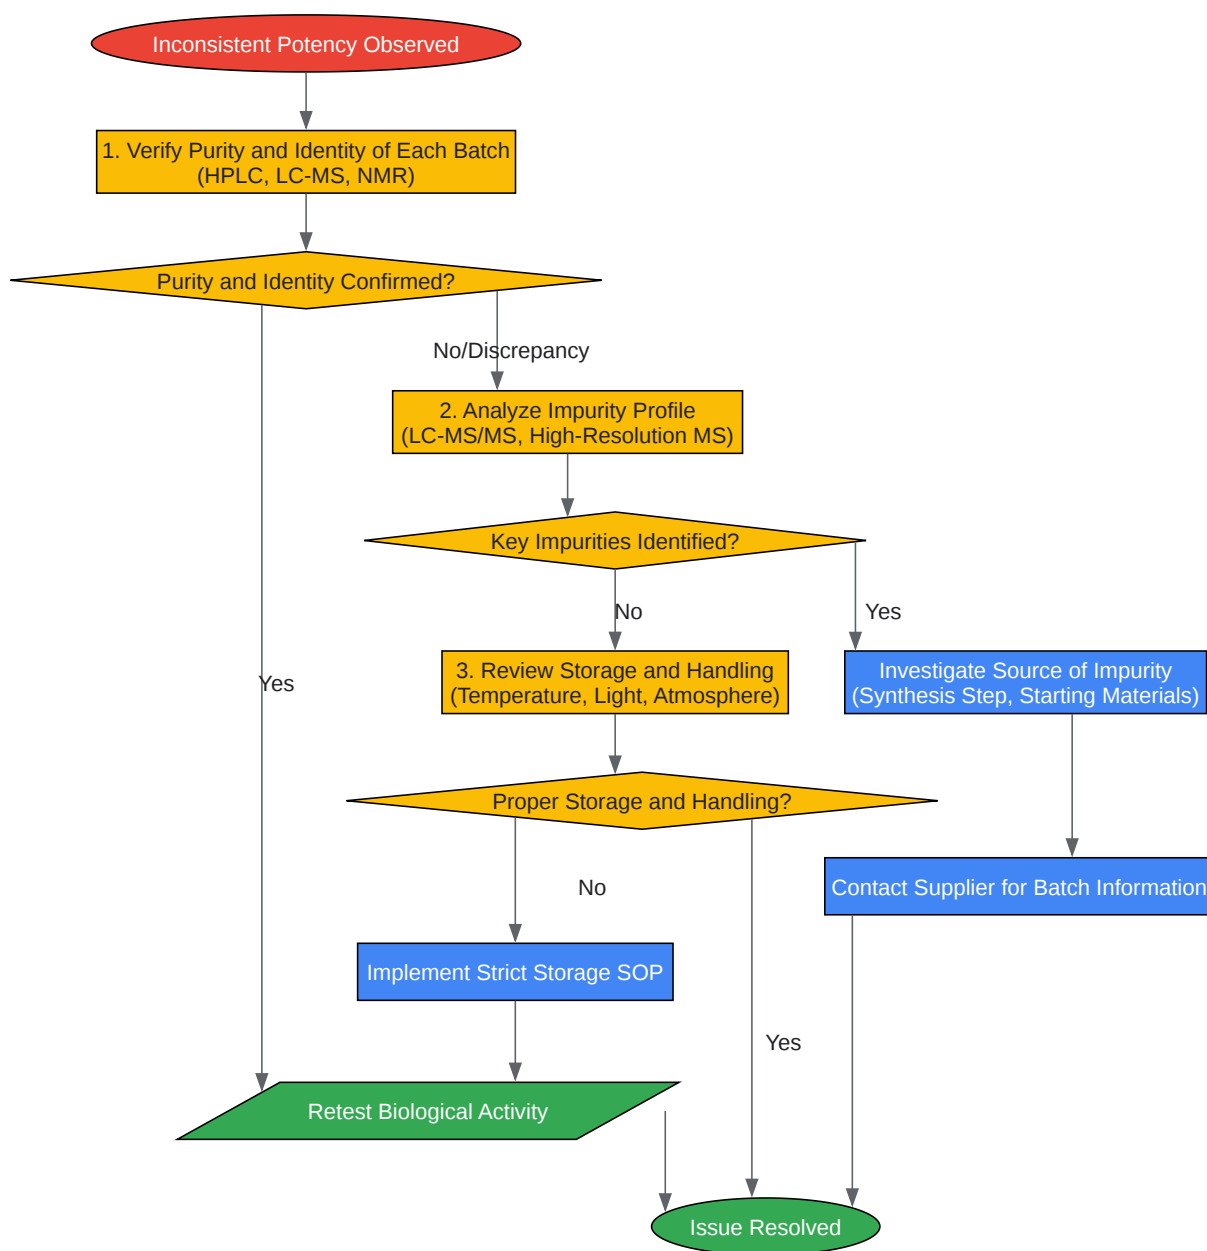 Inconsistent Potency Observed
1. Verify Purity and Identity of Each Batch
(HPLC, LC-MS, NMR)
Purity and Identity Confirmed?
No/Discrepancy
2. Analyze Impurity Profile
(LC-MS/MS, High-Resolution MS)
Key Impurities Identified?
No
Yes
3. Review Storage and Handling
(Temperature, Light, Atmosphere)
Investigate Source of Impurity
(Synthesis Step, Starting Materials)
Yes
Proper Storage and Handling?
No
Contact Supplier for Batch Information
Implement Strict Storage SOP
Yes
Retest Biological Activity
Issue Resolved